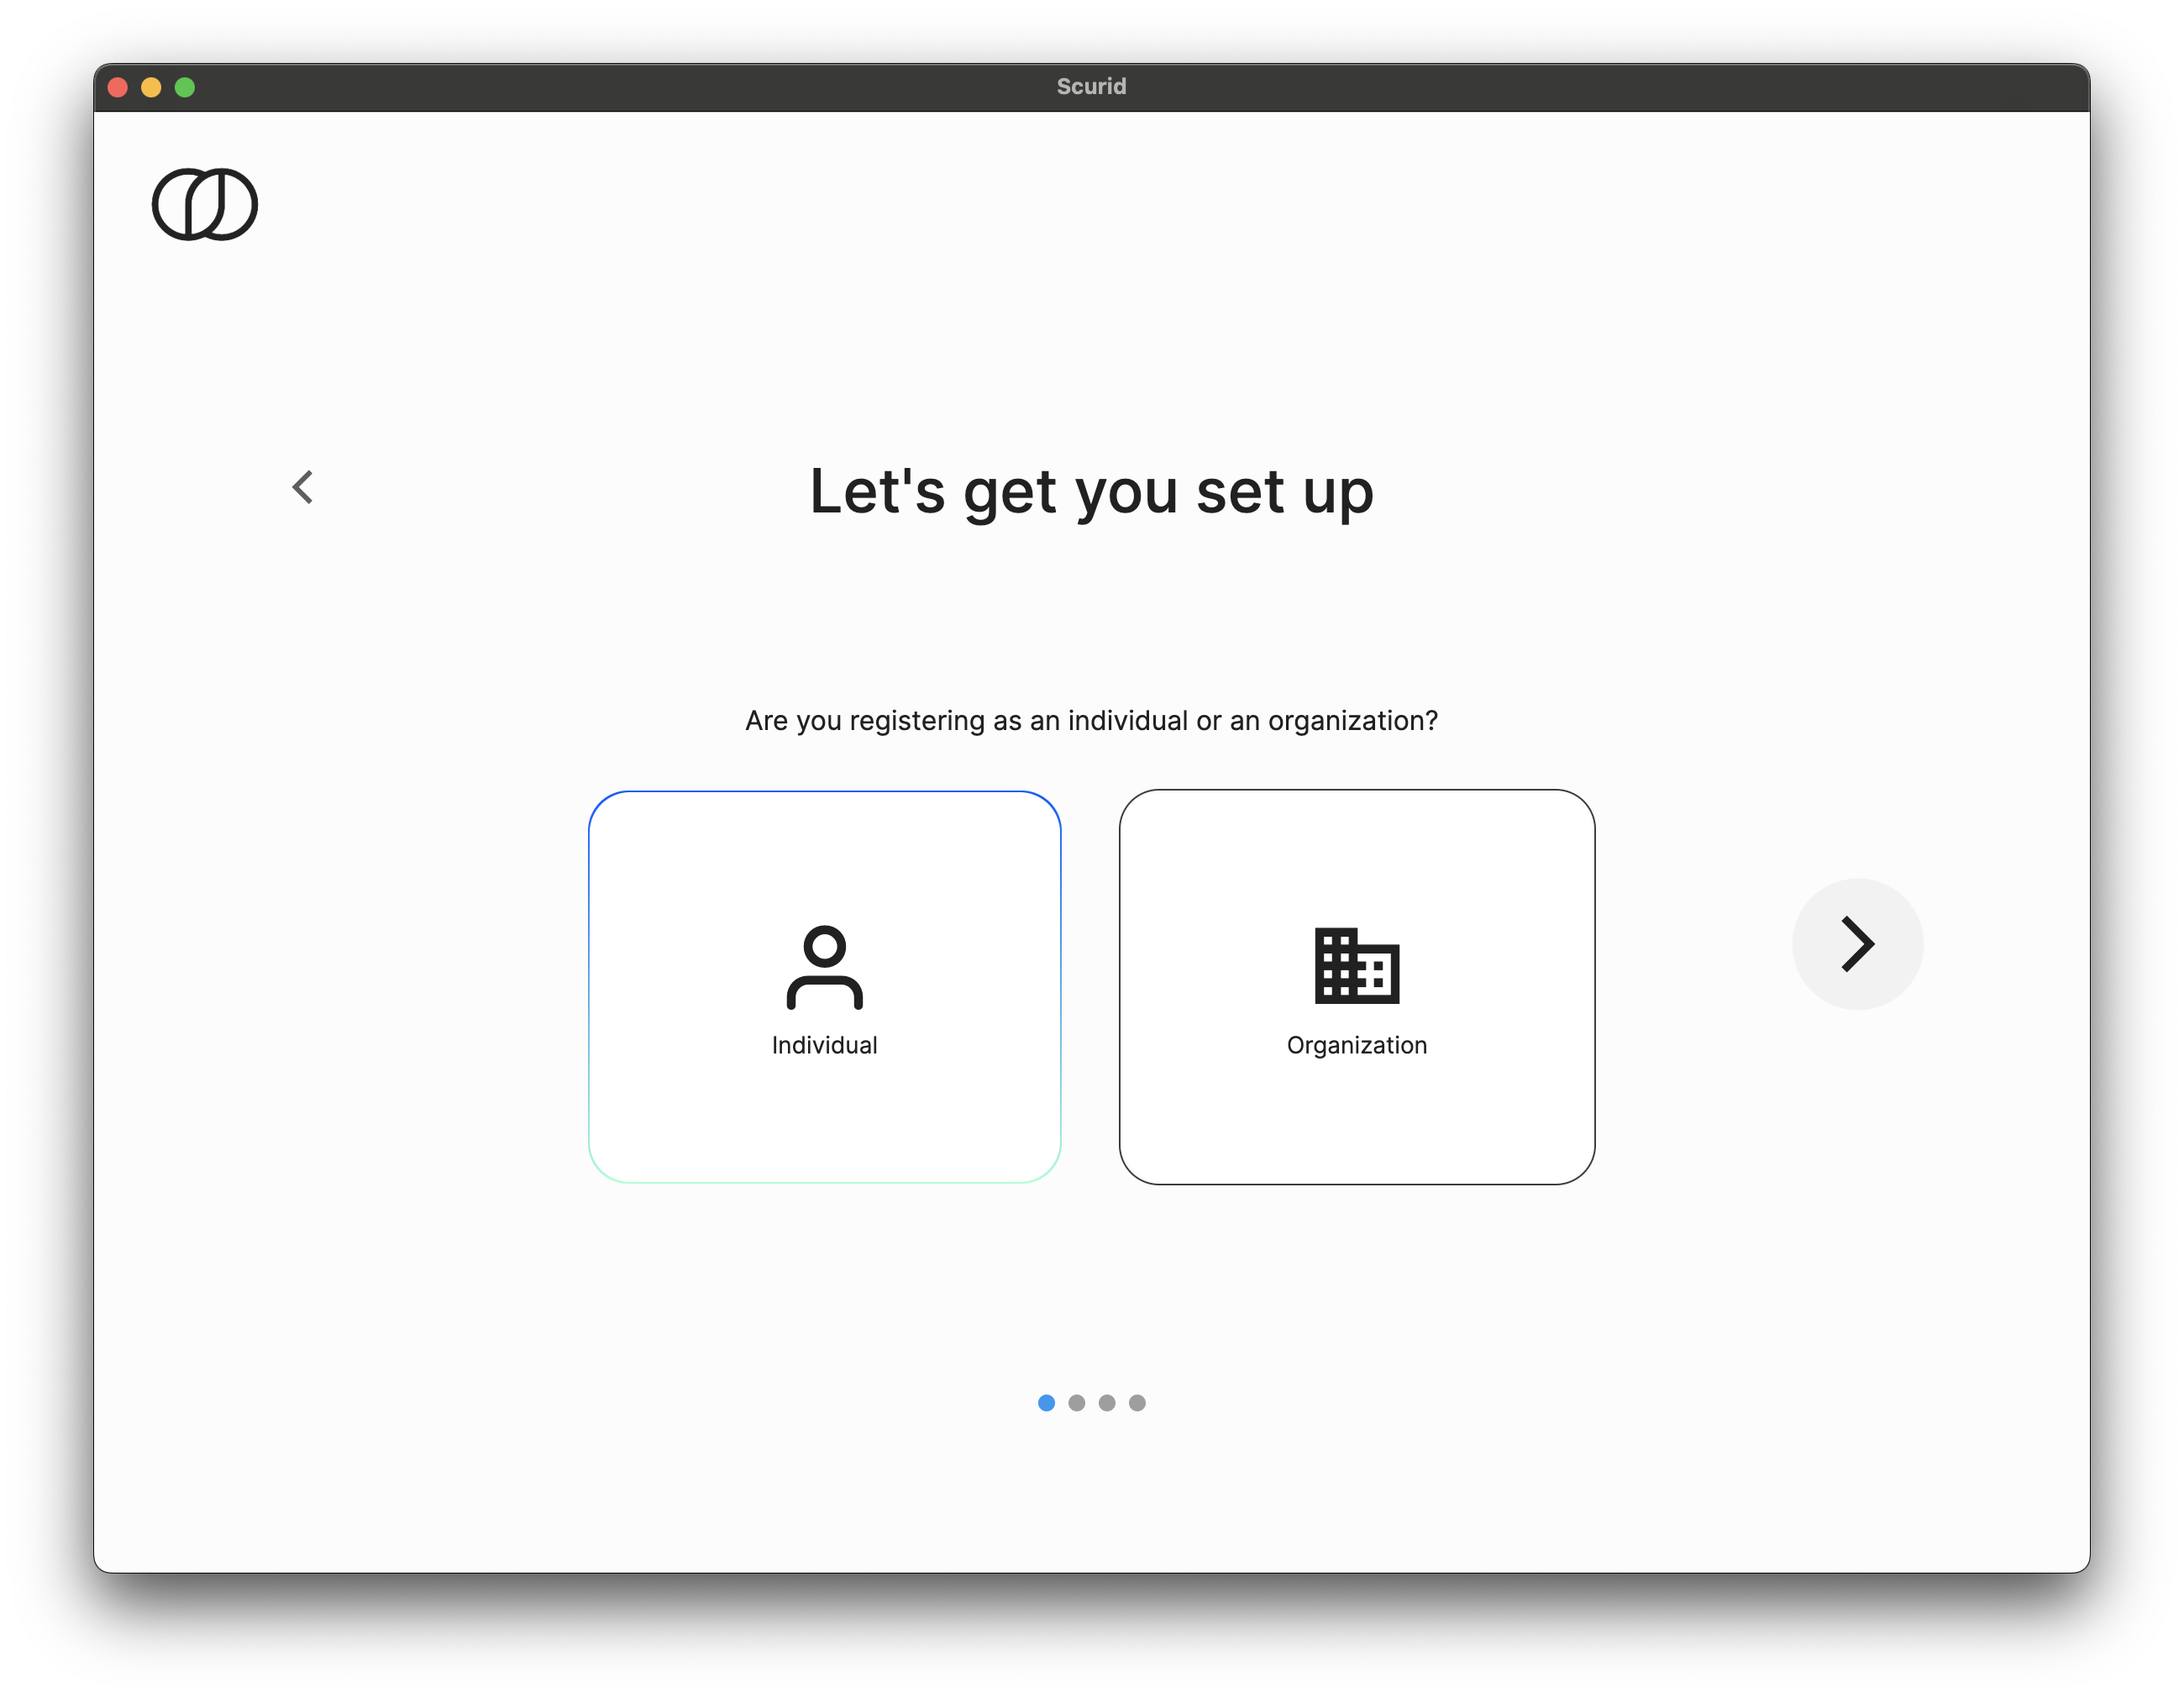 Scurid
Let's get you set up
Are you registering as an individual or an organization?
Individual
Organization